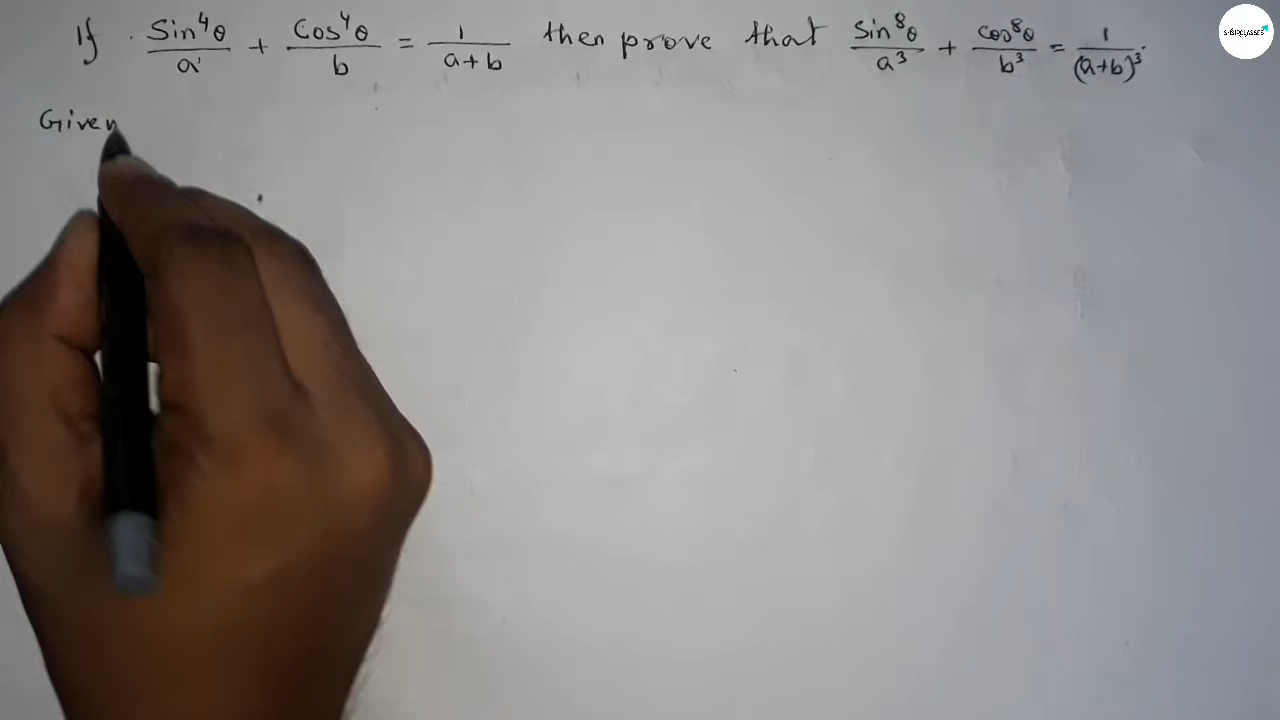 If sin⁴θ/a + cos⁴θ/b = 1/(a+b) then prove that sin⁸θ/a³ + cos⁸θ/b³ = 1/(a+b)³
Given